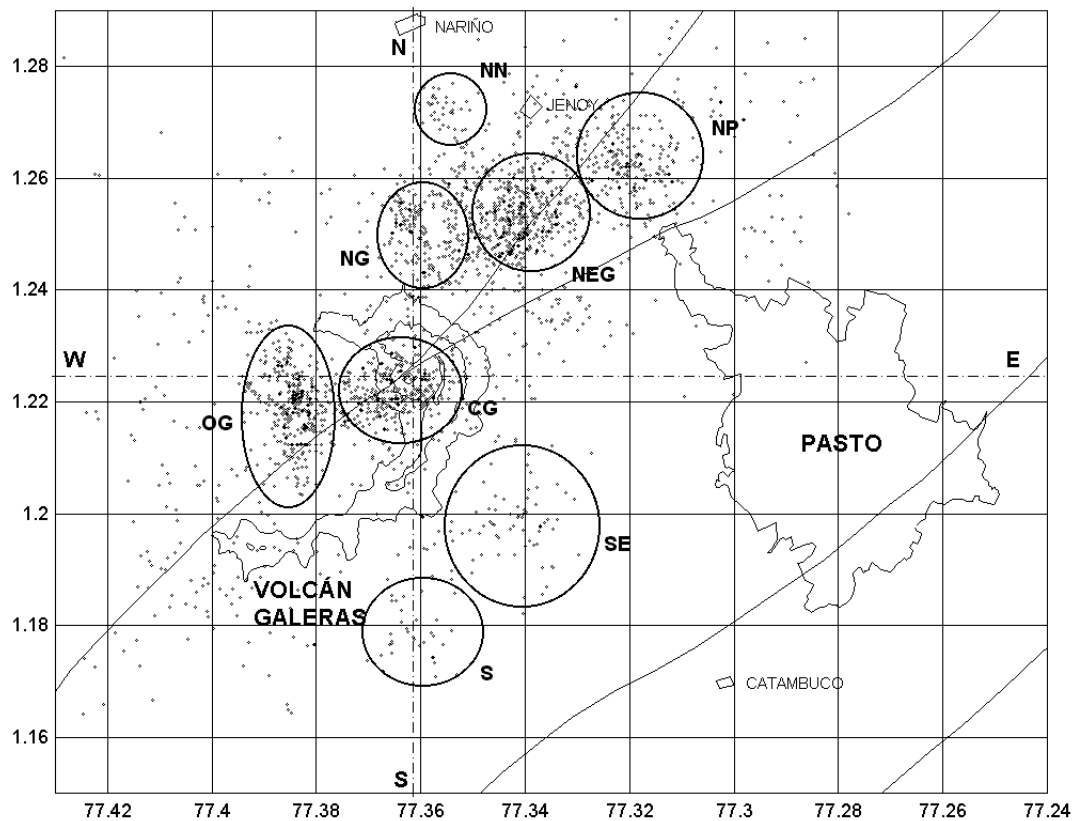 NARIÑO
N
1.28
NN
JENOY
NP
1.26
NG
NEG
1.24
W
E
1.22
OG
CG
PASTO
1.2
SE
VOLCÁN
GALERAS
1.18
S
CATAMBUCO
1.16
S
77.42 77.4 77.38 77.36 77.34 77.32 77.3 77.28 77.26 77.24